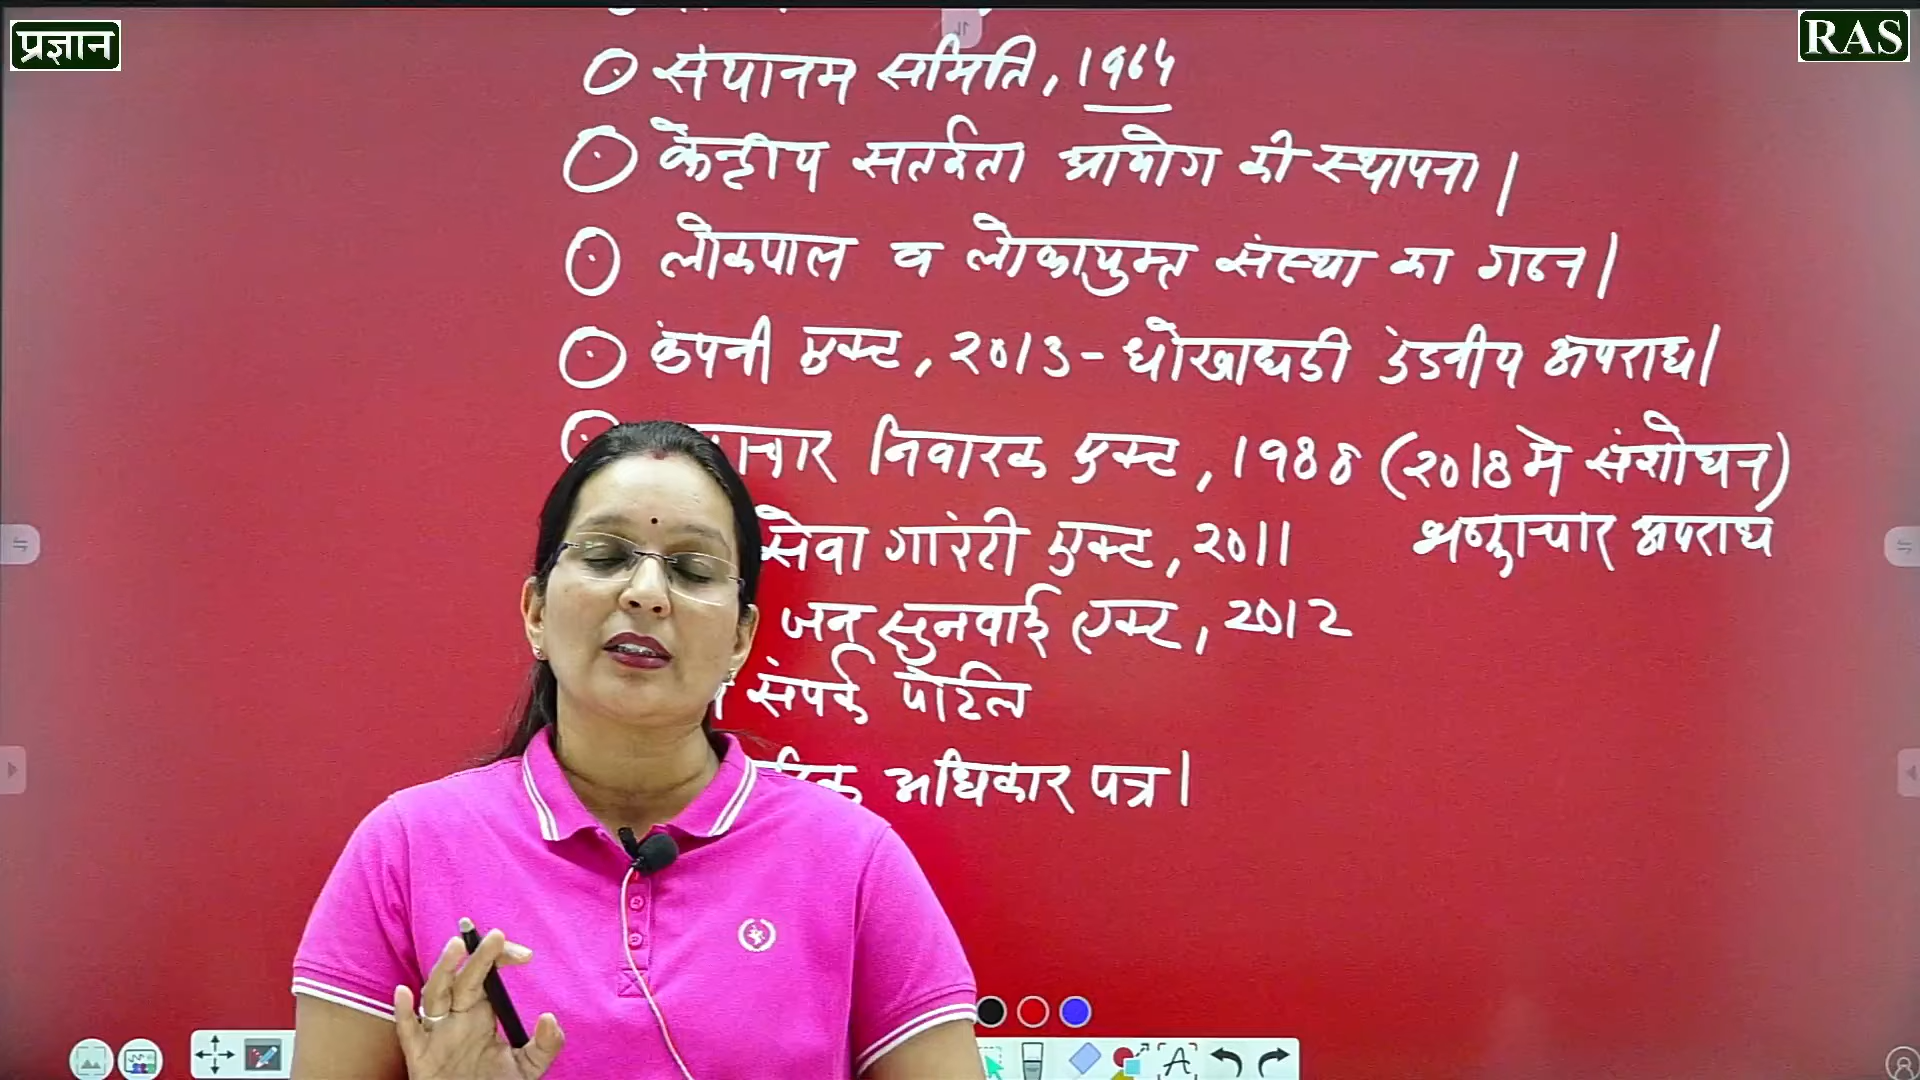 प्रज्ञान
RAS
संथानम समिति, 1964
केन्द्रीय सतर्कता आयोग की स्थापना।
लोकपाल व लोकायुक्त संस्था का गठन।
कंपनी एक्ट, 2013 - धोखाधडी दंडनीय अपराध।
चार निवारक एक्ट, 1988 (2018 मे संशोधन)
सेवा गारंटी एक्ट, 2011 भ्रष्टाचार अपराध
जन सुनवाई एक्ट, 2012
संपर्क पोर्टल
अधिकार पत्र।